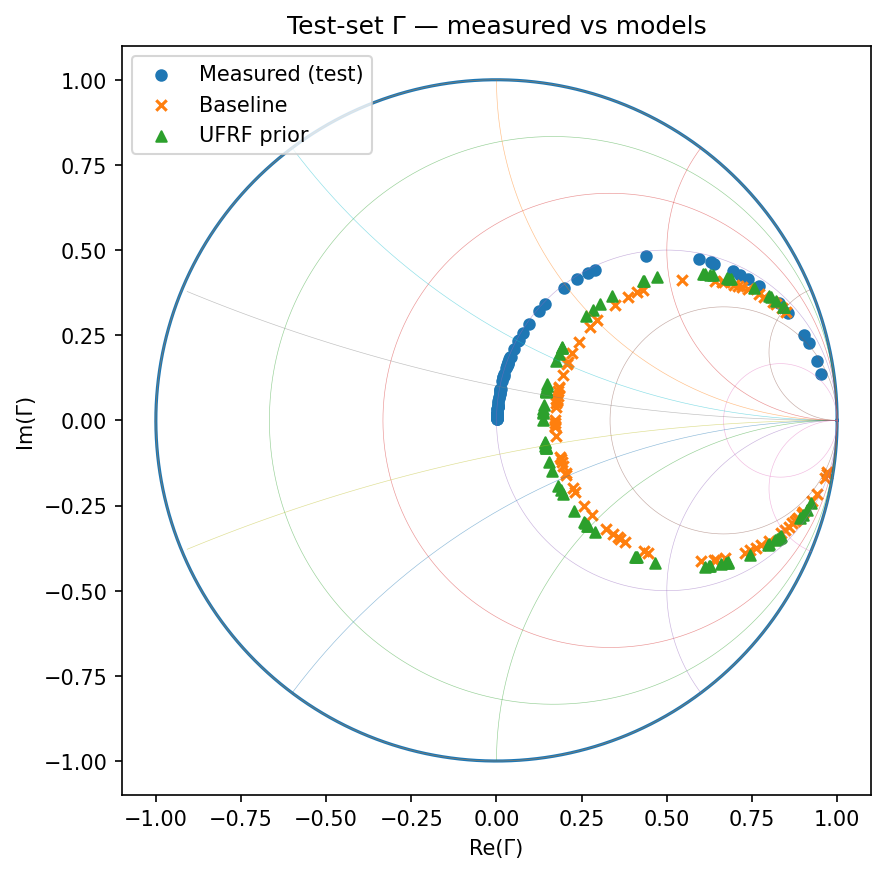 Test-set Γ — measured vs models
Measured (test)
Baseline
UFRF prior
1.00
0.75
0.50
0.25
0.00
−0.25
−0.50
−0.75
−1.00
Im(Γ)
−1.00 −0.75 −0.50 −0.25 0.00 0.25 0.50 0.75 1.00
Re(Γ)